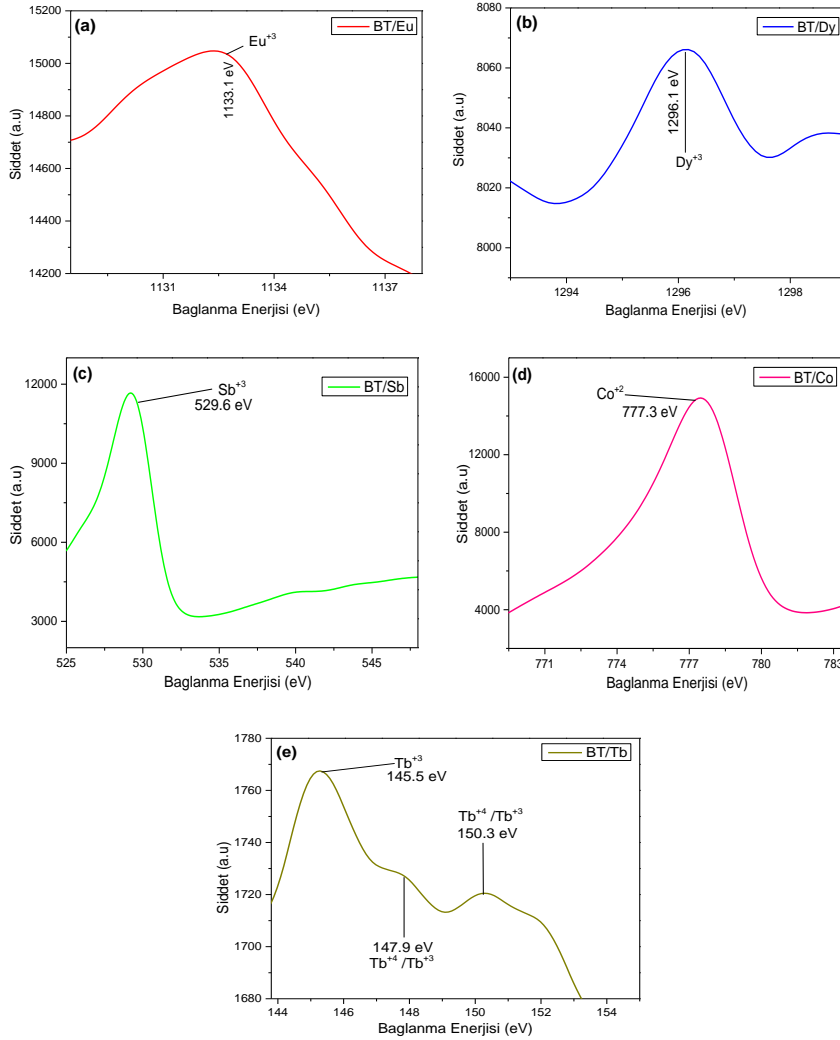 (a)
BT/Eu
Eu+3
1133.1 eV
15200
15000
14800
14600
14400
14200
Siddet (a.u)
1131
1134
1137
Baglanma Enerjisi (eV)
(b)
BT/Dy
1296.1 eV
Dy+3
8080
8060
8040
8020
8000
Siddet (a.u)
1294
1296
1298
Baglanma Enerjisi (eV)
(c)
BT/Sb
Sb+3
529.6 eV
12000
9000
6000
3000
Siddet (a.u)
525
530
535
540
545
Baglanma Enerjisi (eV)
(d)
BT/Co
Co+2
777.3 eV
16000
12000
8000
4000
Siddet (a.u)
771
774
777
780
783
Baglanma Enerjisi (eV)
(e)
BT/Tb
Tb+3
145.5 eV
Tb+4 /Tb+3
150.3 eV
147.9 eV
Tb+4 /Tb+3
1780
1760
1740
1720
1700
1680
Siddet (a.u)
144
146
148
150
152
154
Baglanma Enerjisi (eV)